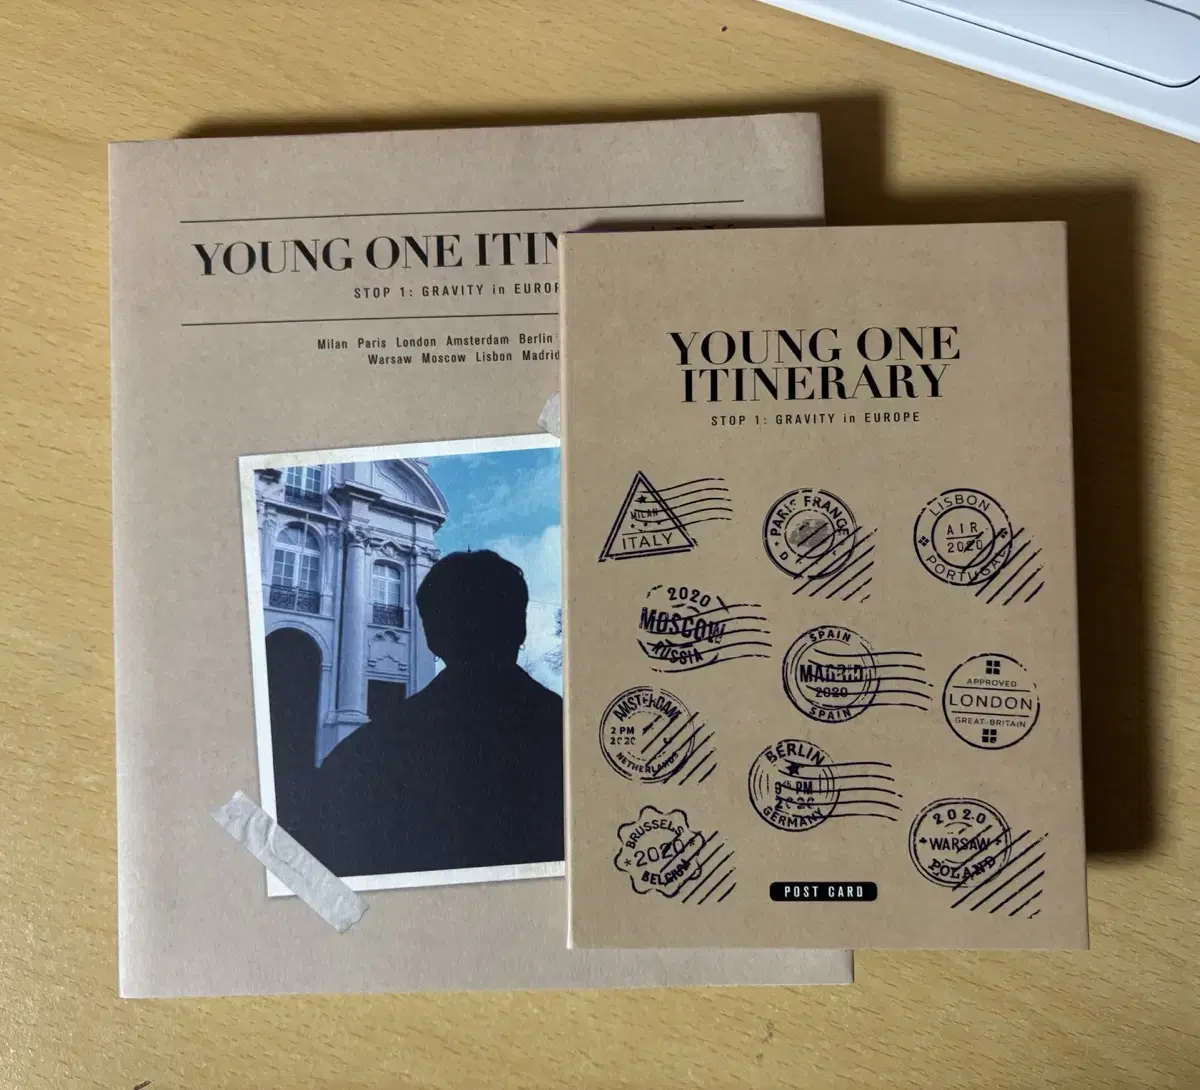 YOUNG ONE ITIN
STOP 1: GRAVITY in EUROP
Milan Paris London Amsterdam Berlin
Warsaw Moscow Lisbon Madrid
YOUNG ONE
ITINERARY
STOP 1: GRAVITY in EUROPE
MILAN
ITALY
PARIS FRANCE
LISBON
AIR
2020
PORTUGAL
2020
MOSCOW
RUSSIA
SPAIN
MADRID
2020
SPAIN
APPROVED
LONDON
GREAT-BRITAIN
AMSTERDAM
2 PM
2020
NETHERLANDS
BERLIN
PM
2020
GERMANY
BRUSSELS
2020
BELGIUM
2020
WARSAW
POLAND
POST CARD